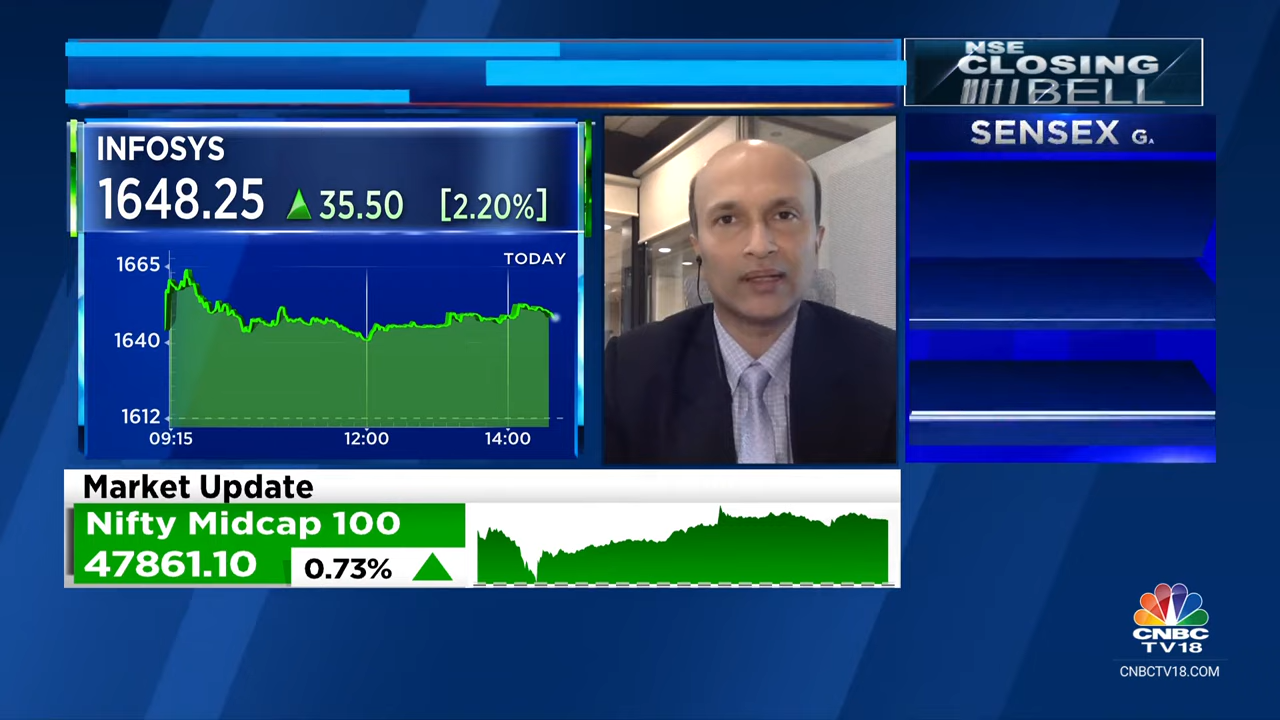 NSE
CLOSING
BELL
SENSEX G.
INFOSYS
1648.25 ▲ 35.50 [2.20%]
TODAY
1665
1640
1612
09:15 12:00 14:00
Market Update
Nifty Midcap 100
47861.10 0.73% ▲
CNBC
TV18
CNBCTV18.COM